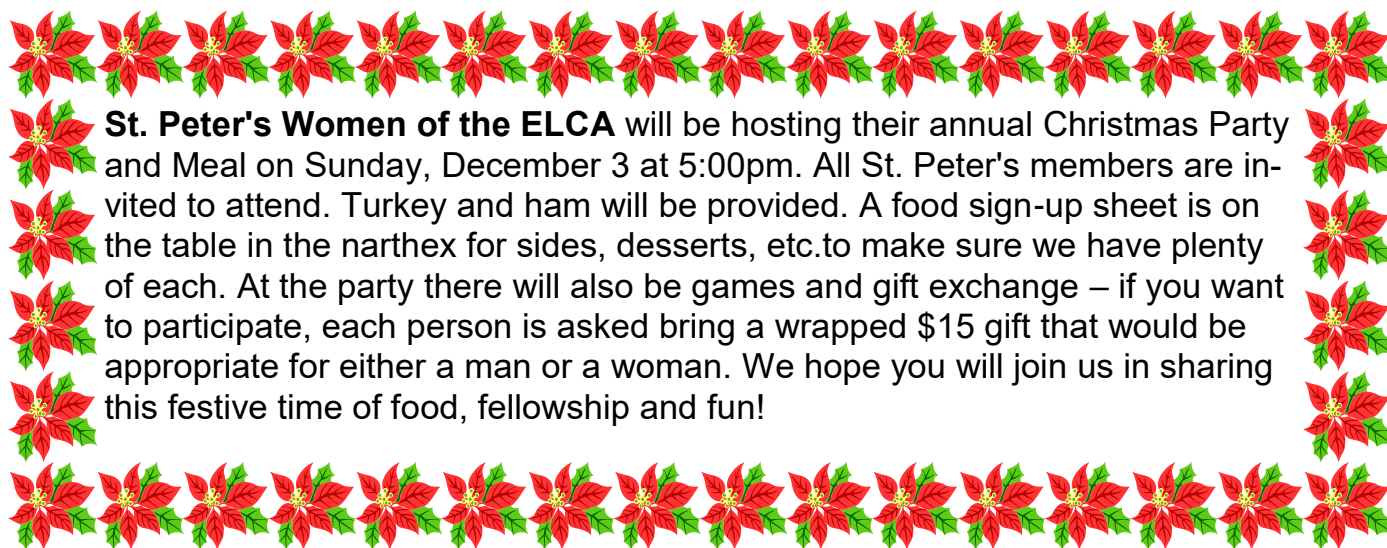 St. Peter's Women of the ELCA will be hosting their annual Christmas Party
and Meal on Sunday, December 3 at 5:00pm. All St. Peter's members are in-
vited to attend. Turkey and ham will be provided. A food sign-up sheet is on
the table in the narthex for sides, desserts, etc.to make sure we have plenty
of each. At the party there will also be games and gift exchange – if you want
to participate, each person is asked bring a wrapped $15 gift that would be
appropriate for either a man or a woman. We hope you will join us in sharing
this festive time of food, fellowship and fun!